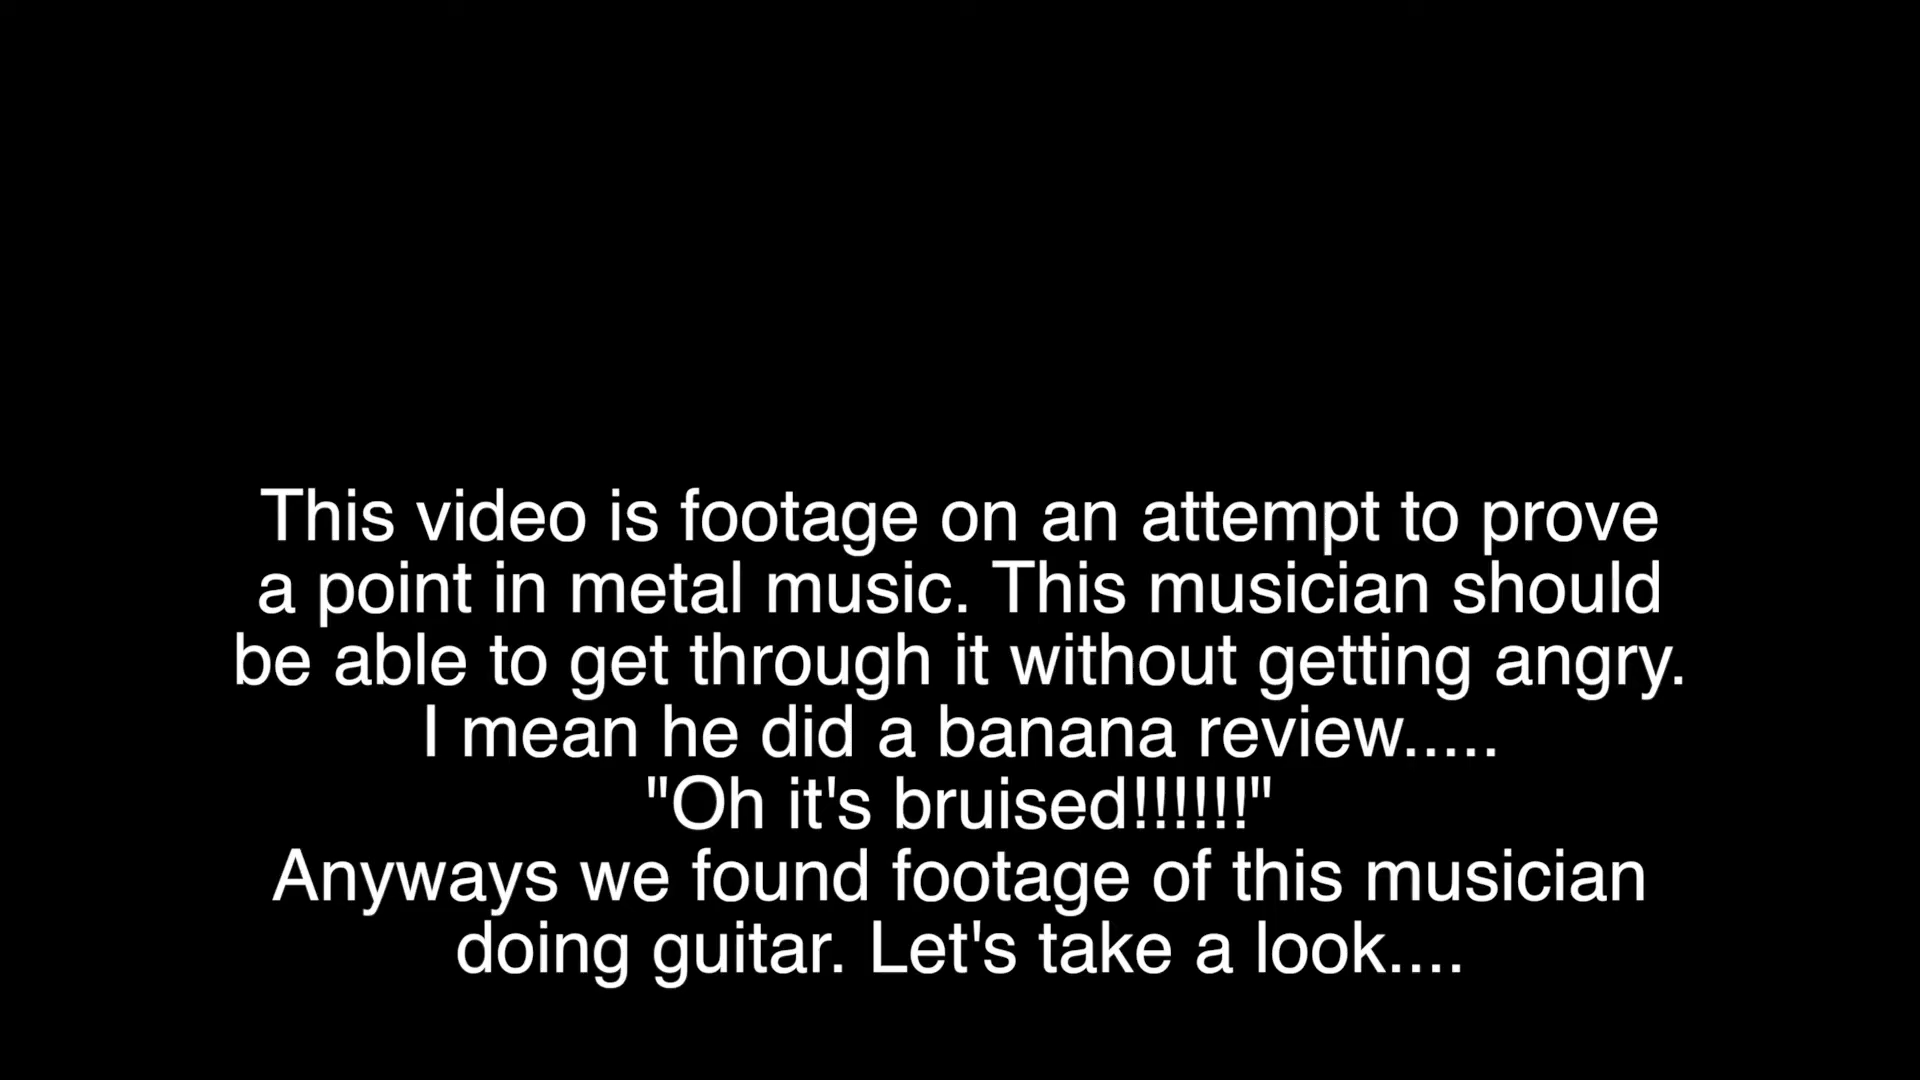 This video is footage on an attempt to prove
a point in metal music. This musician should
be able to get through it without getting angry.
I mean he did a banana review.....
"Oh it's bruised!!!!!!"
Anyways we found footage of this musician
doing guitar. Let's take a look....